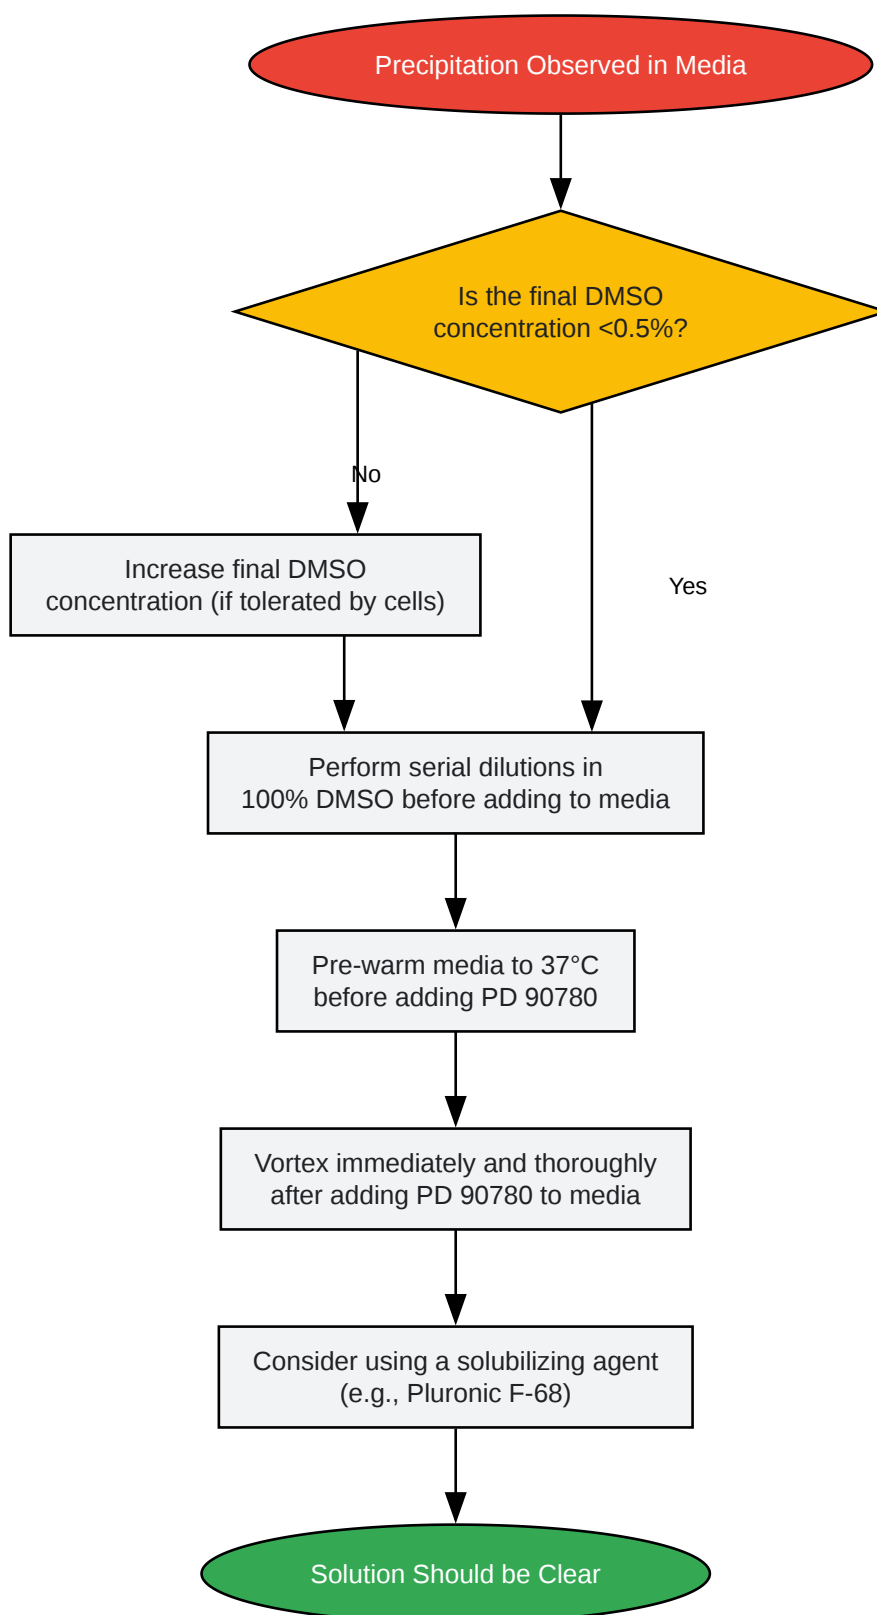 Precipitation Observed in Media
Is the final DMSO
concentration <0.5%?
No
Increase final DMSO
concentration (if tolerated by cells)
Yes
Perform serial dilutions in
100% DMSO before adding to media
Pre-warm media to 37°C
before adding PD 90780
Vortex immediately and thoroughly
after adding PD 90780 to media
Consider using a solubilizing agent
(e.g., Pluronic F-68)
Solution Should be Clear